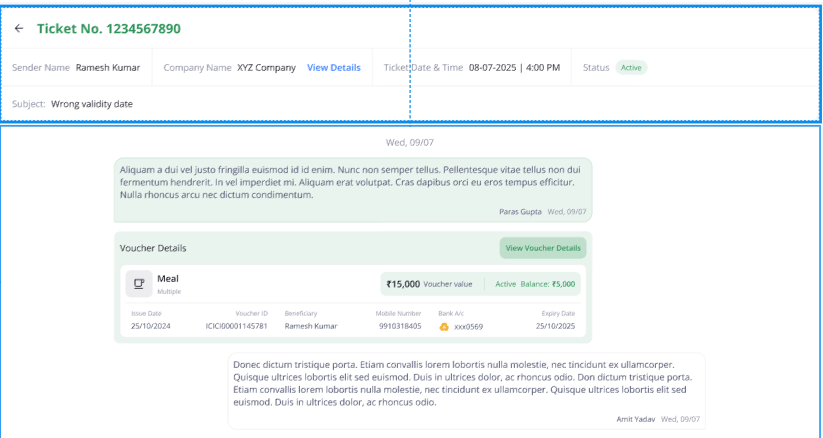 ← Ticket No. 1234567890
Sender Name Ramesh Kumar Company Name XYZ Company View Details Ticket Date & Time 08-07-2025 | 4:00 PM Status Active
Subject: Wrong validity date
Wed, 09/07
Aliquam a dui vel justo fringilla euismod id id enim. Nunc non semper tellus. Pellentesque vitae tellus non dui
fermentum hendrerit. In vel imperdiet mi. Aliquam erat volutpat. Cras dapibus orci eu eros tempus efficitur.
Nulla rhoncus arcu nec dictum condimentum.
Paras Gupta Wed, 09/07
Voucher Details View Voucher Details
Meal
Multiple
₹15,000 Voucher value Active Balance: ₹5,000
Issue Date Voucher ID Beneficiary Mobile Number Bank A/c Expiry Date
25/10/2024 ICICI00001145781 Ramesh Kumar 9910318405 xxx0569 25/10/2025
Donec dictum tristique porta. Etiam convallis lorem lobortis nulla molestie, nec tincidunt ex ullamcorper.
Quisque ultrices lobortis elit sed euismod. Duis in ultrices dolor, ac rhoncus odio. Don dictum tristique porta.
Etiam convallis lorem lobortis nulla molestie, nec tincidunt ex ullamcorper. Quisque ultrices lobortis elit sed
euismod. Duis in ultrices dolor, ac rhoncus odio.
Amit Yadav Wed, 09/07